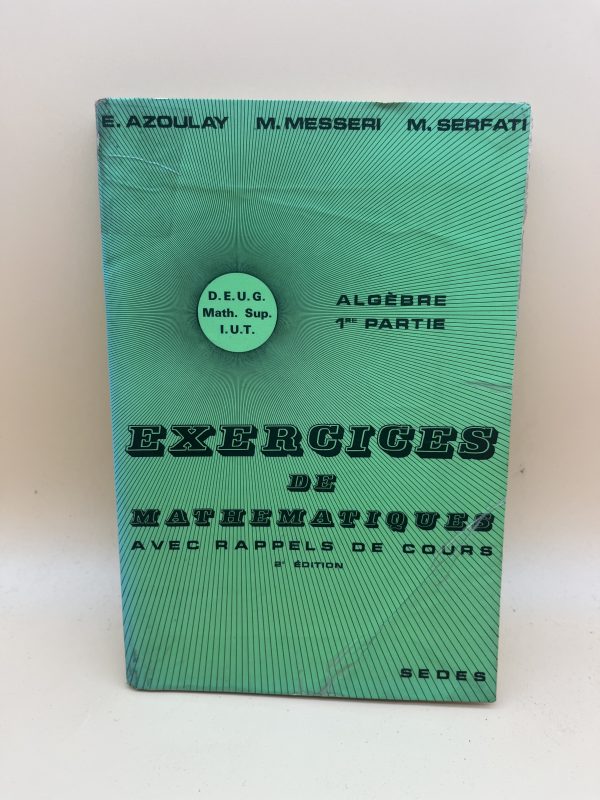 E. AZOULAY M. MESSERI M. SERFATI
D.E.U.G.
Math. Sup.
I.U.T.
ALGÈBRE
1RE PARTIE
EXERCICES
DE
MATHEMATIQUES
AVEC RAPPELS DE COURS
2e ÉDITION
SEDES